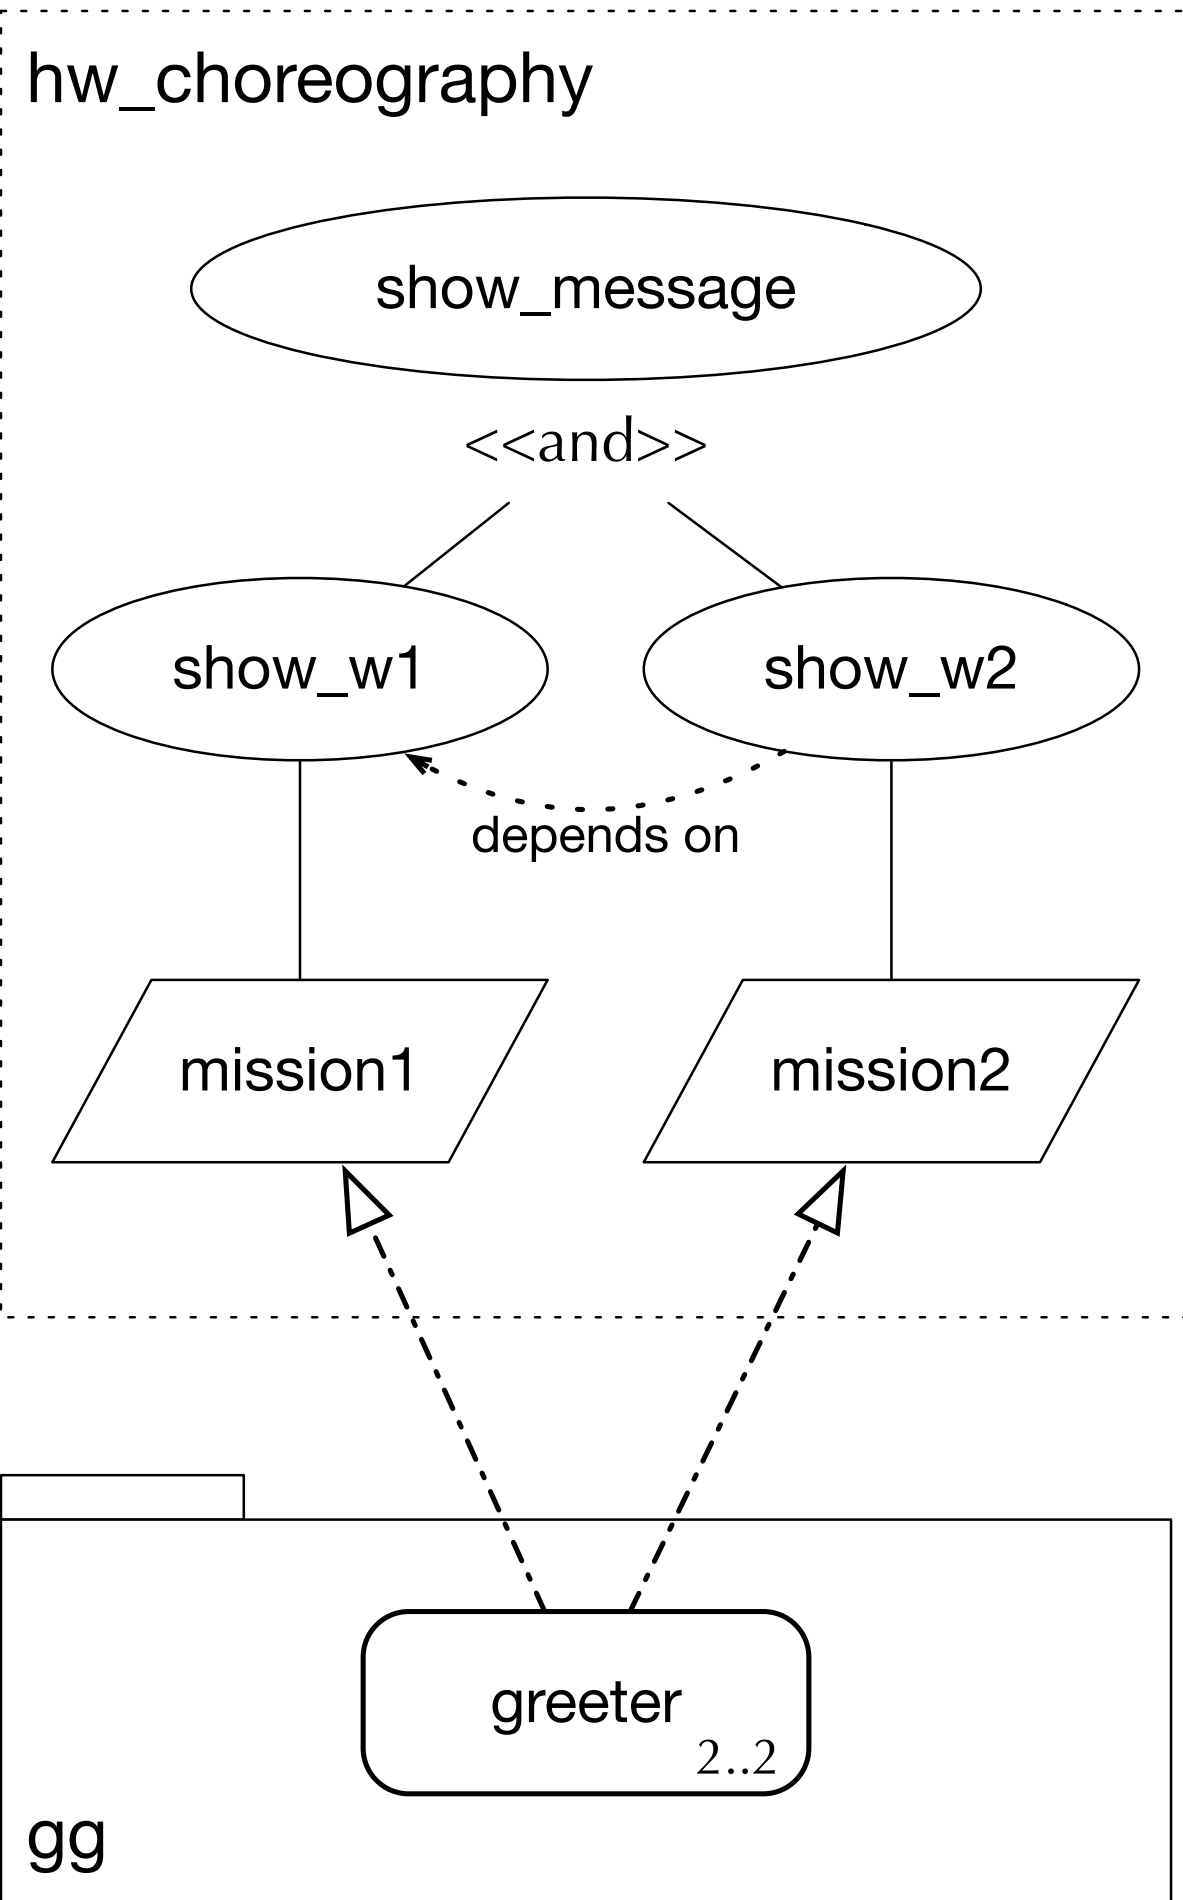 hw_choreography
show_message
<<and>>
show_w1
show_w2
depends on
mission1
mission2
greeter
2..2
gg